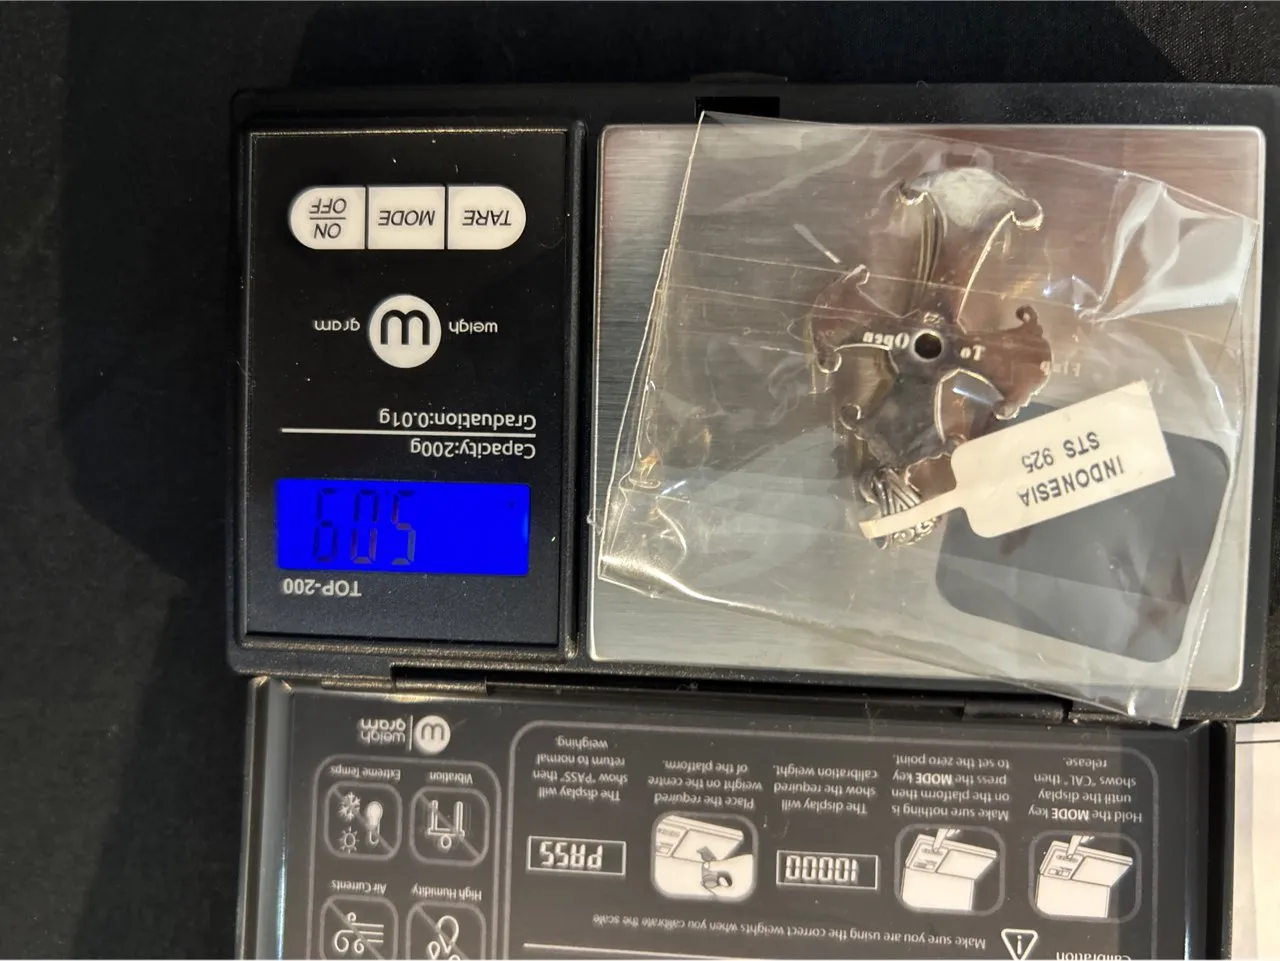 Calibration
Make sure you are using the correct weights when you calibrate the scale
High Humidity
Air Currents
10000
PASS
Hold the MODE key
until the display
shows "CAL" then
release.
Make sure nothing is
on the platform then
press the MODE key
to set the zero point.
The display will
show the required
calibration weight.
Place the required
weight on the centre
of the platform.
The display will
show "PASS" then
return to normal
weighing
Vibration
Extreme Temps
weigh
gram
TOP-200
Capacity:200g
Graduation:0.01g
weigh gram
TARE
MODE
ON
OFF
INDONESIA
STS 925
To Open